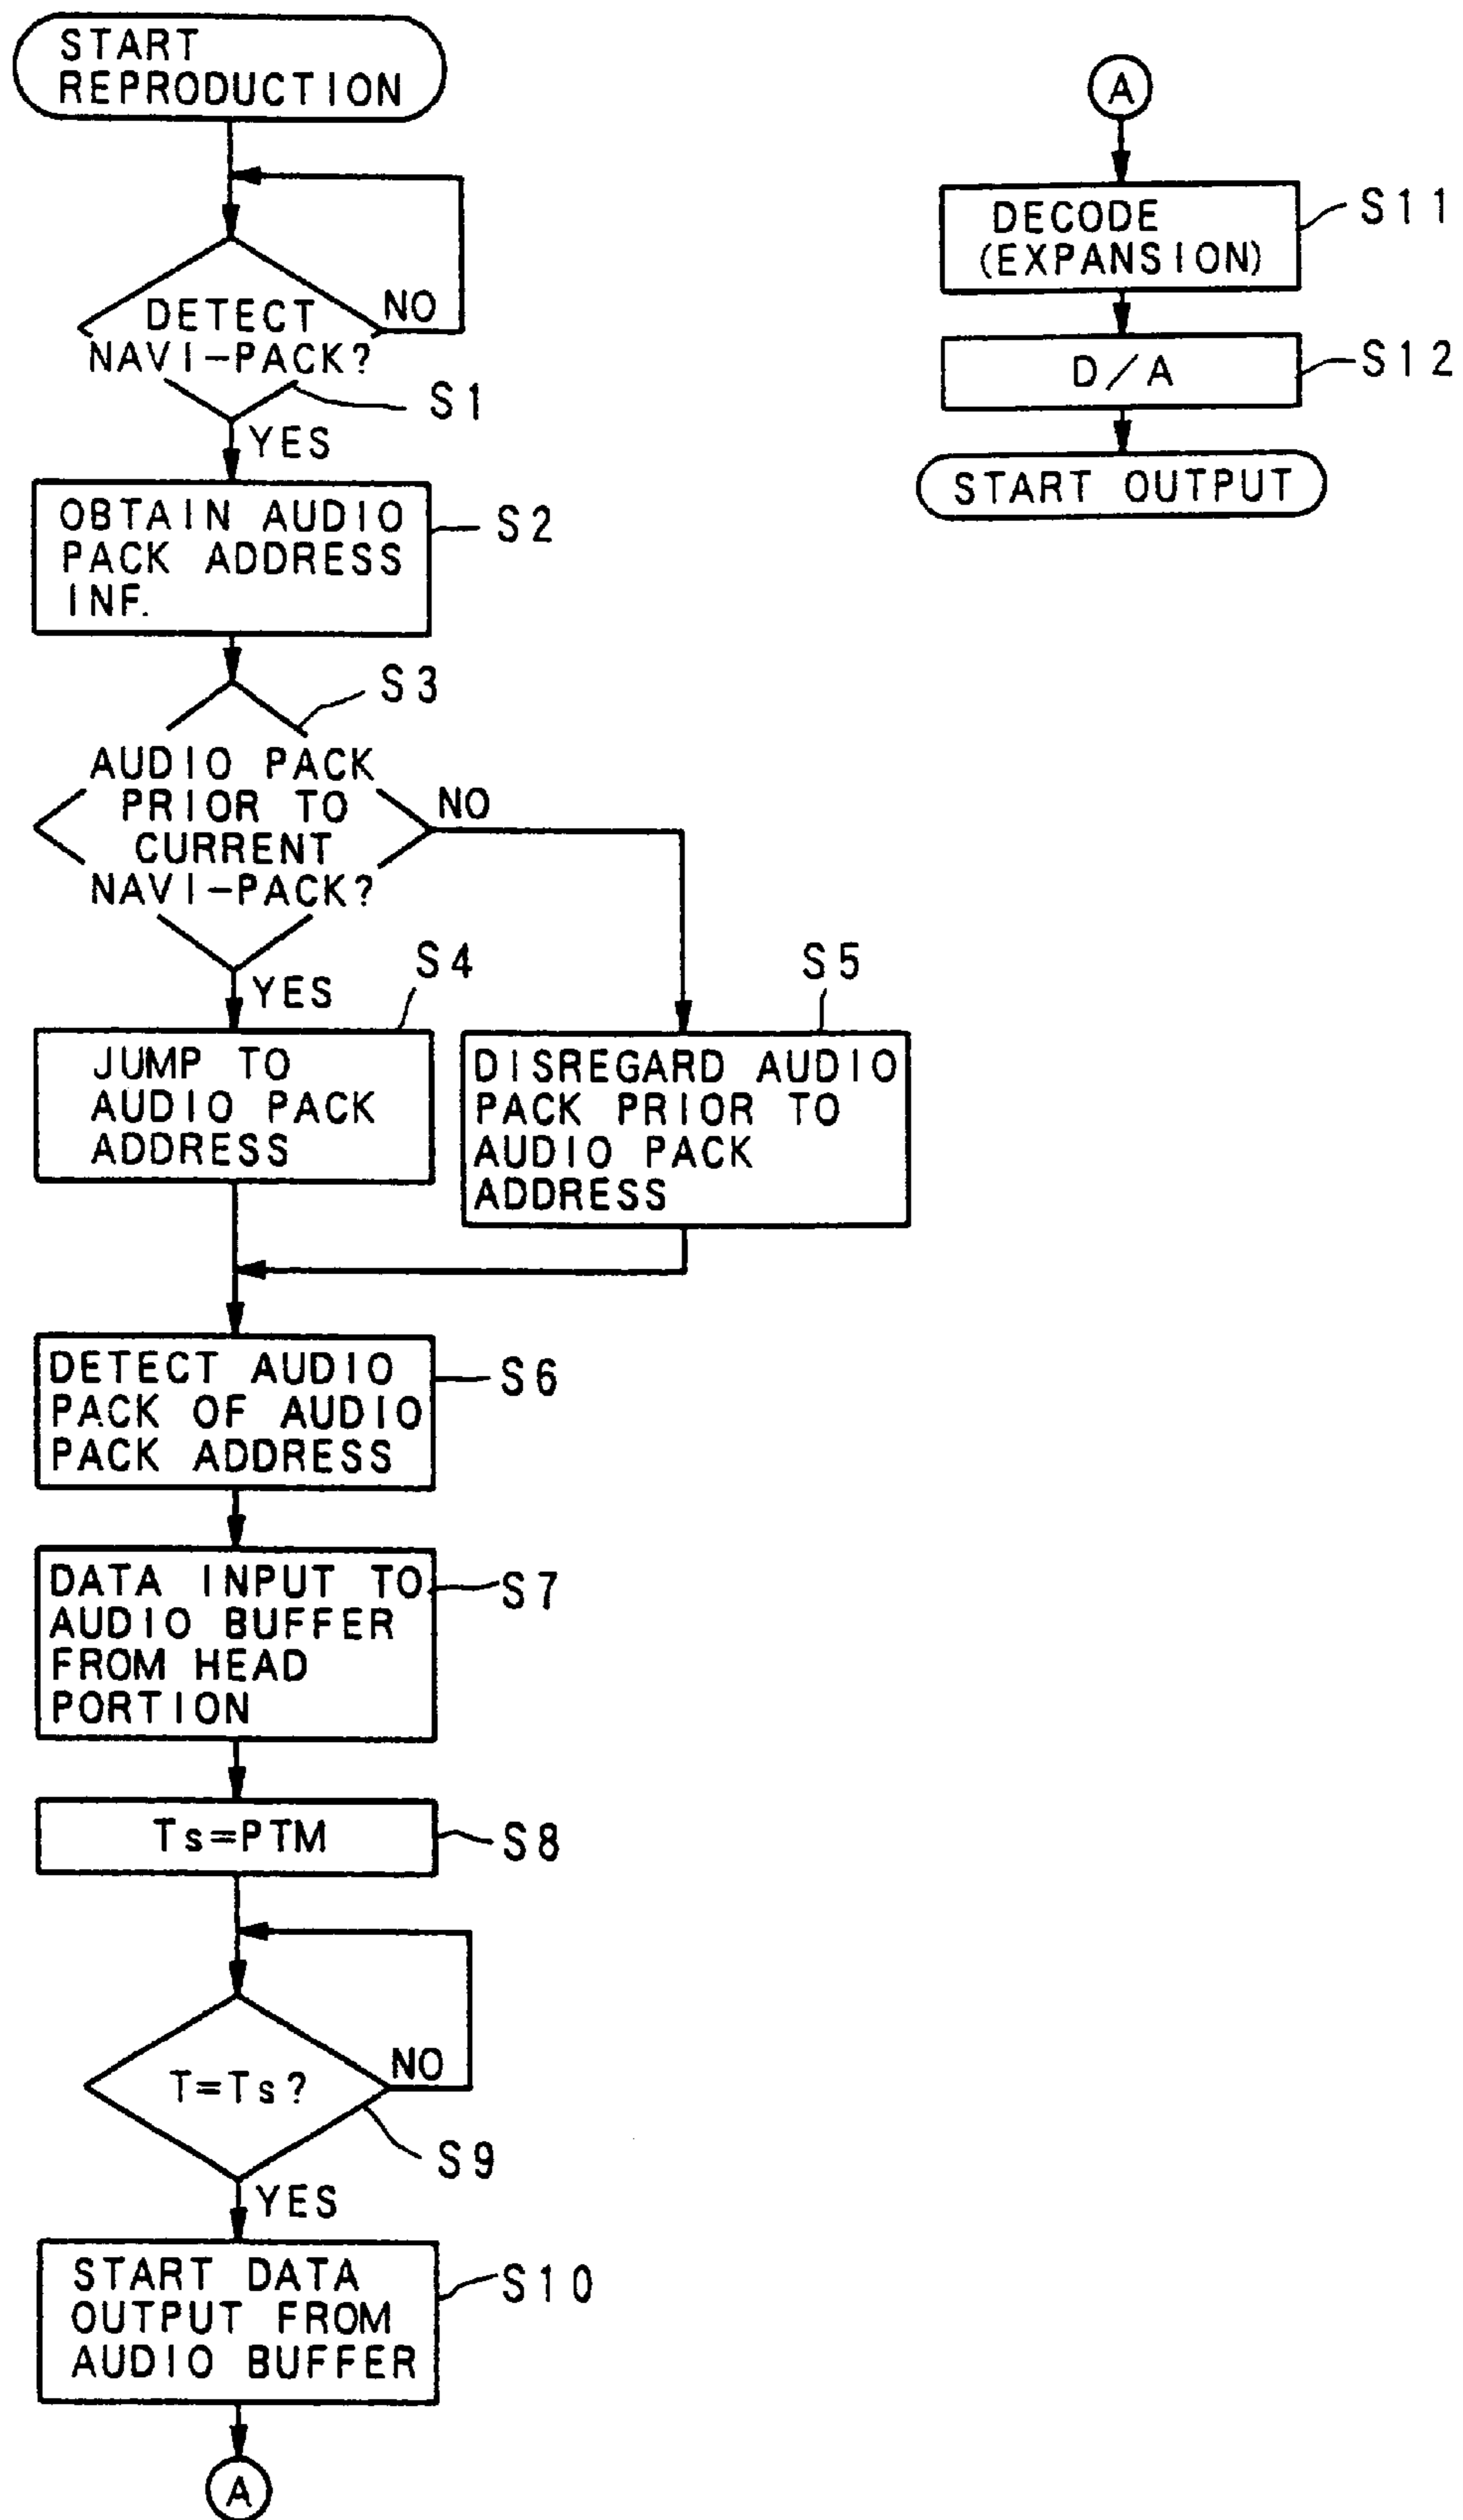 START
REPRODUCTION
DETECT
NAVI-PACK?
NO
S1
YES
OBTAIN AUDIO
PACK ADDRESS
INF.
S2
S3
AUDIO PACK
PRIOR TO
CURRENT
NAVI-PACK?
NO
YES
S4
JUMP TO
AUDIO PACK
ADDRESS
S5
DISREGARD AUDIO
PACK PRIOR TO
AUDIO PACK
ADDRESS
DETECT AUDIO
PACK OF AUDIO
PACK ADDRESS
S6
DATA INPUT TO
AUDIO BUFFER
FROM HEAD
PORTION
S7
Ts=PTM
S8
T=Ts?
NO
S9
YES
START DATA
OUTPUT FROM
AUDIO BUFFER
S10
A
A
DECODE
(EXPANSION)
S11
D/A
S12
START OUTPUT